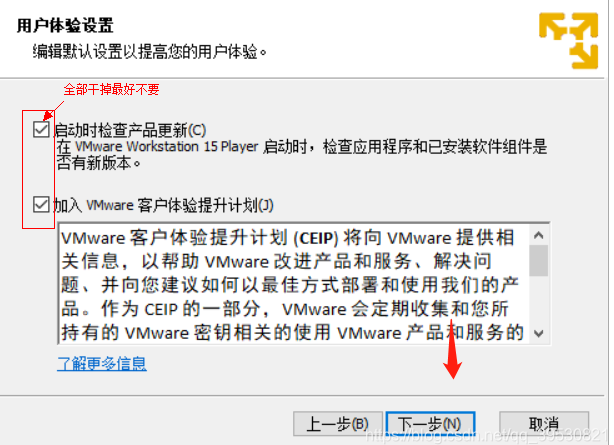 用户体验设置
编辑默认设置以提高您的用户体验。
全部干掉最好不要
启动时检查产品更新(C)
在 VMware Workstation 15 Player 启动时，检查应用程序和已安装软件组件是
否有新版本。
加入 VMware 客户体验提升计划(J)
VMware 客户体验提升计划 (CEIP) 将向 VMware 提供相
关信息，以帮助 VMware 改进产品和服务、解决问
题、并向您建议如何以最佳方式部署和使用我们的产
品。作为 CEIP 的一部分，VMware 会定期收集和您所
持有的 VMware 密钥相关的使用 VMware 产品和服务的
了解更多信息
上一步(B) 下一步(N) 取消